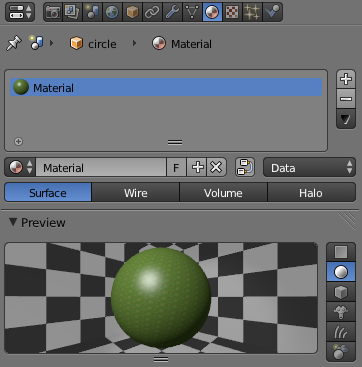 circle Material
Material
Material F Data
Surface Wire Volume Halo
Preview